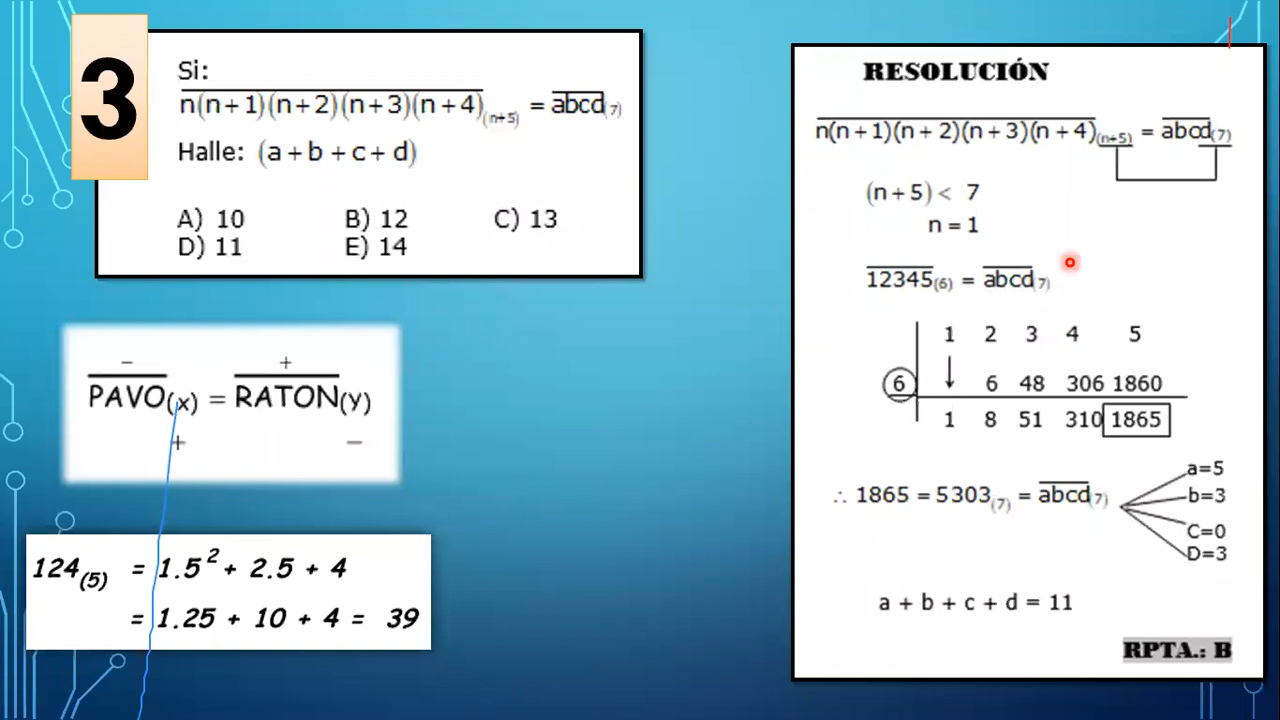 3
Si:
n(n+1)(n+2)(n+3)(n+4)(n+5) = abcd(7)
Halle: (a+b+c+d)
A) 10 B) 12 C) 13
D) 11 E) 14
− +
PAVO(x) = RATON(Y)
+ −
124(5) = 1.5² + 2.5 + 4
= 1.25 + 10 + 4 = 39
RESOLUCIÓN
n(n+1)(n+2)(n+3)(n+4)(n+5) = abcd(7)
(n+5) < 7
n = 1
12345(6) = abcd(7)
1 2 3 4 5
6 6 48 306 1860
1 8 51 310 1865
∴ 1865 = 5303(7) = abcd(7)
a=5
b=3
C=0
D=3
a + b + c + d = 11
RPTA.: B